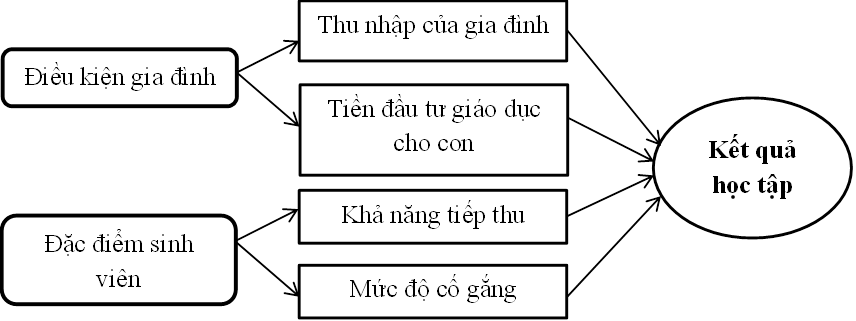 Điều kiện gia đình
Thu nhập của gia đình
Tiền đầu tư giáo dục
cho con
Đặc điểm sinh
viên
Khả năng tiếp thu
Mức độ cố gắng
Kết quả
học tập